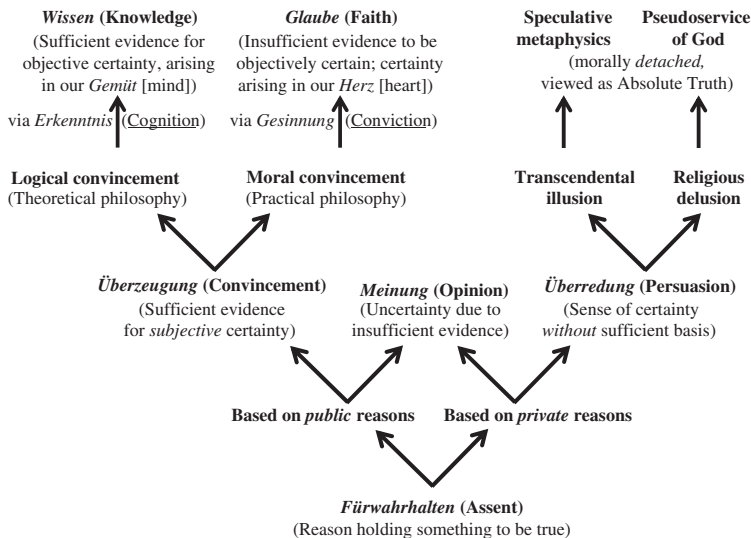 Wissen (Knowledge)
(Sufficient evidence for
objective certainty, arising
in our Gemüt [mind])
via Erkenntnis (Cognition)
Glaube (Faith)
(Insufficient evidence to be
objectively certain; certainty
arising in our Herz [heart])
via Gesinnung (Conviction)
Speculative
metaphysics
Pseudoservice
of God
(morally detached,
viewed as Absolute Truth)
Logical convincement
(Theoretical philosophy)
Moral convincement
(Practical philosophy)
Transcendental
illusion
Religious
delusion
Überzeugung (Convincement)
(Sufficient evidence
for subjective certainty)
Meinung (Opinion)
(Uncertainty due to
insufficient evidence)
Überredung (Persuasion)
(Sense of certainty
without sufficient basis)
Based on public reasons
Based on private reasons
Fürwahrhalten (Assent)
(Reason holding something to be true)